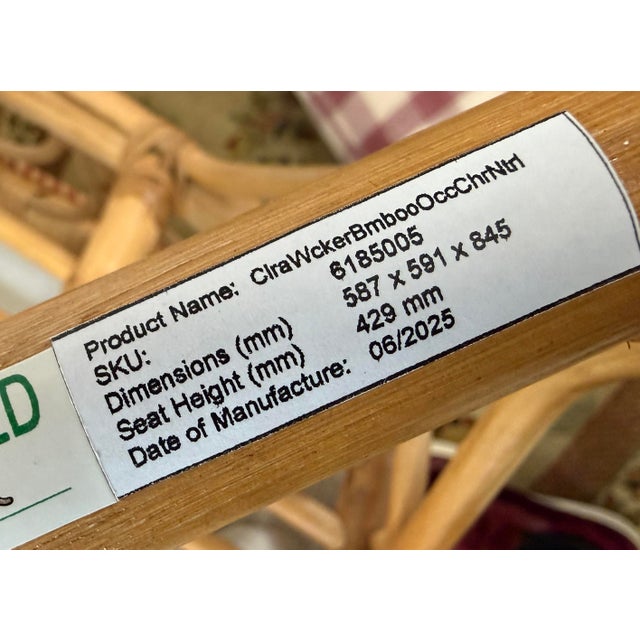 Product Name: ClraWckerBmbooOccChrNtrl
SKU: 6185005
Dimensions (mm) 587 x 591 x 845
Seat Height (mm) 429 mm
Date of Manufacture: 06/2025